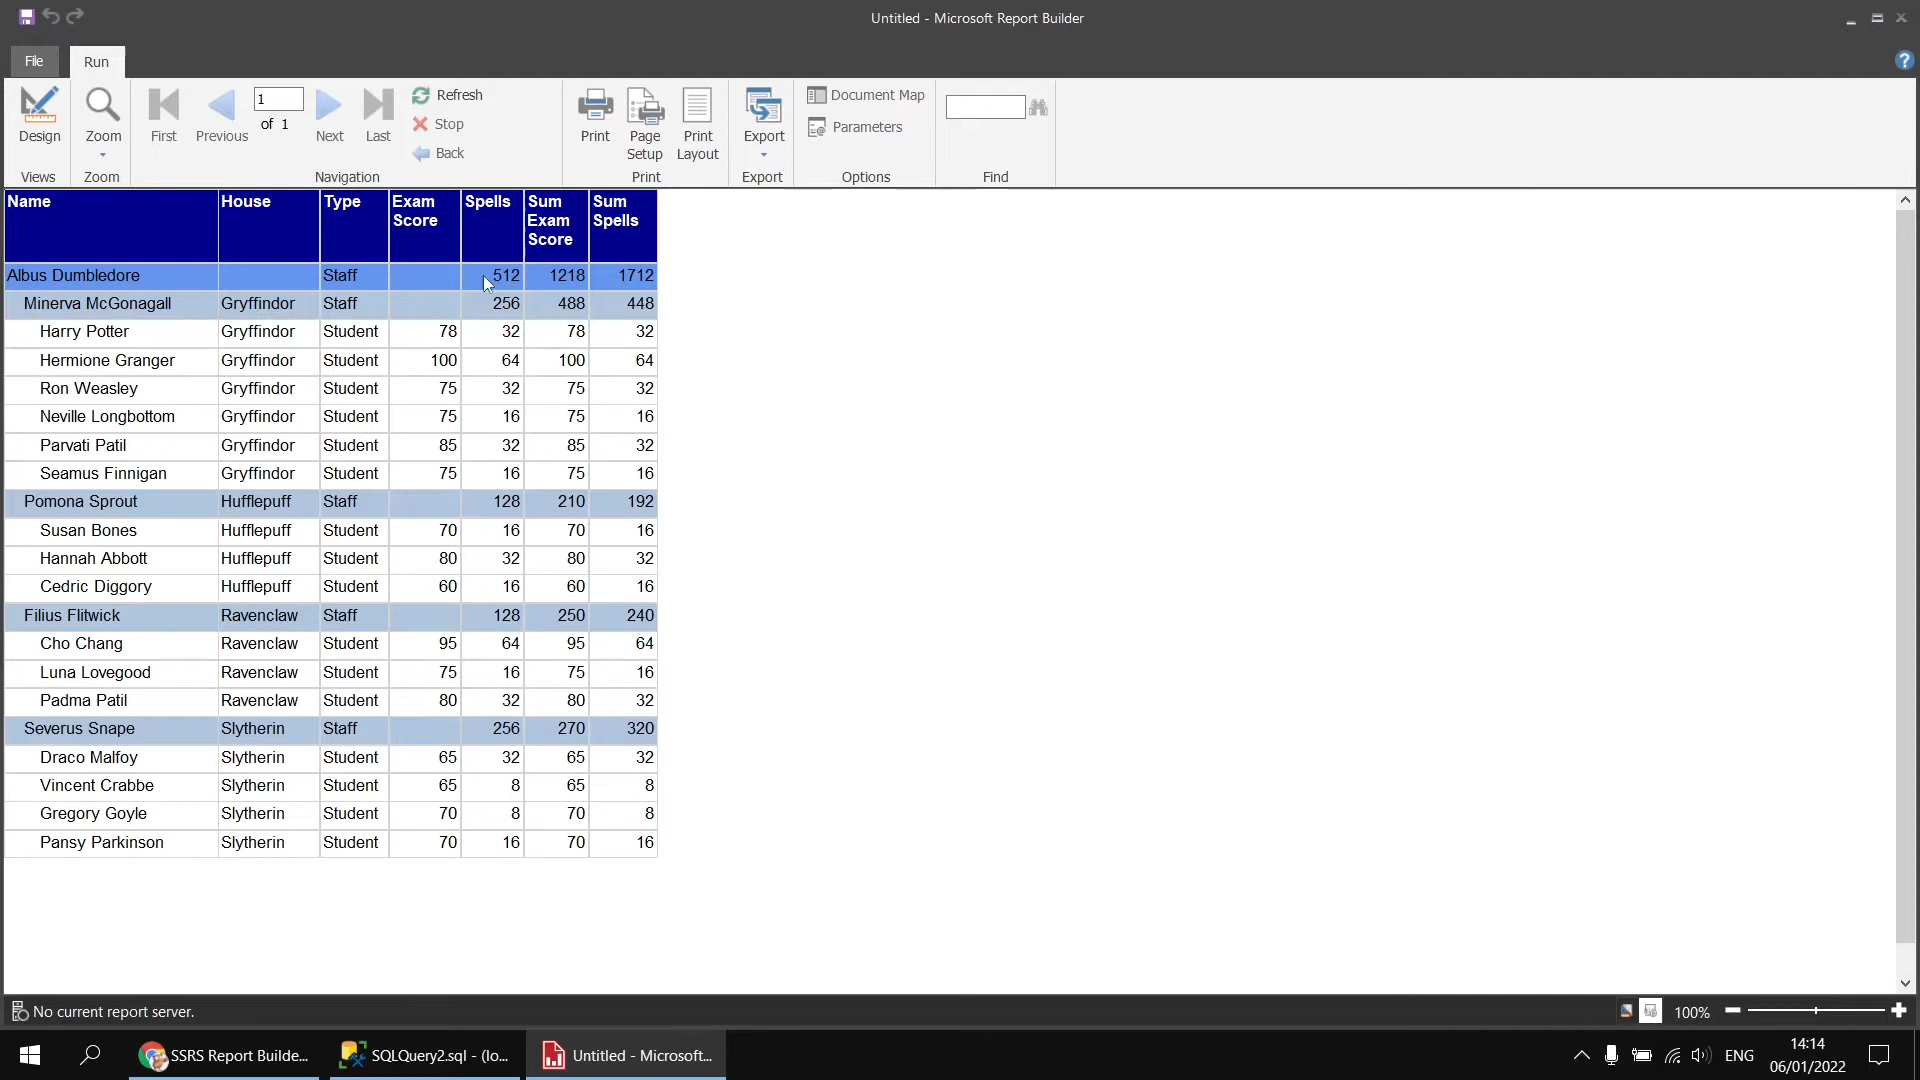 Untitled - Microsoft Report Builder
File Run
Design
Zoom
First
Previous
1
of 1
Next
Last
Refresh
Stop
Back
Print
Page Setup
Print Layout
Export
Document Map
Parameters
Views Zoom Navigation Print Export Options Find
Name House Type Exam Score Spells Sum Exam Score Sum Spells
Albus Dumbledore Staff 512 1218 1712
Minerva McGonagall Gryffindor Staff 256 488 448
Harry Potter Gryffindor Student 78 32 78 32
Hermione Granger Gryffindor Student 100 64 100 64
Ron Weasley Gryffindor Student 75 32 75 32
Neville Longbottom Gryffindor Student 75 16 75 16
Parvati Patil Gryffindor Student 85 32 85 32
Seamus Finnigan Gryffindor Student 75 16 75 16
Pomona Sprout Hufflepuff Staff 128 210 192
Susan Bones Hufflepuff Student 70 16 70 16
Hannah Abbott Hufflepuff Student 80 32 80 32
Cedric Diggory Hufflepuff Student 60 16 60 16
Filius Flitwick Ravenclaw Staff 128 250 240
Cho Chang Ravenclaw Student 95 64 95 64
Luna Lovegood Ravenclaw Student 75 16 75 16
Padma Patil Ravenclaw Student 80 32 80 32
Severus Snape Slytherin Staff 256 270 320
Draco Malfoy Slytherin Student 65 32 65 32
Vincent Crabbe Slytherin Student 65 8 65 8
Gregory Goyle Slytherin Student 70 8 70 8
Pansy Parkinson Slytherin Student 70 16 70 16
No current report server.
100%
SSRS Report Builde...
SQLQuery2.sql - (lo...
Untitled - Microsoft...
ENG
14:14
06/01/2022